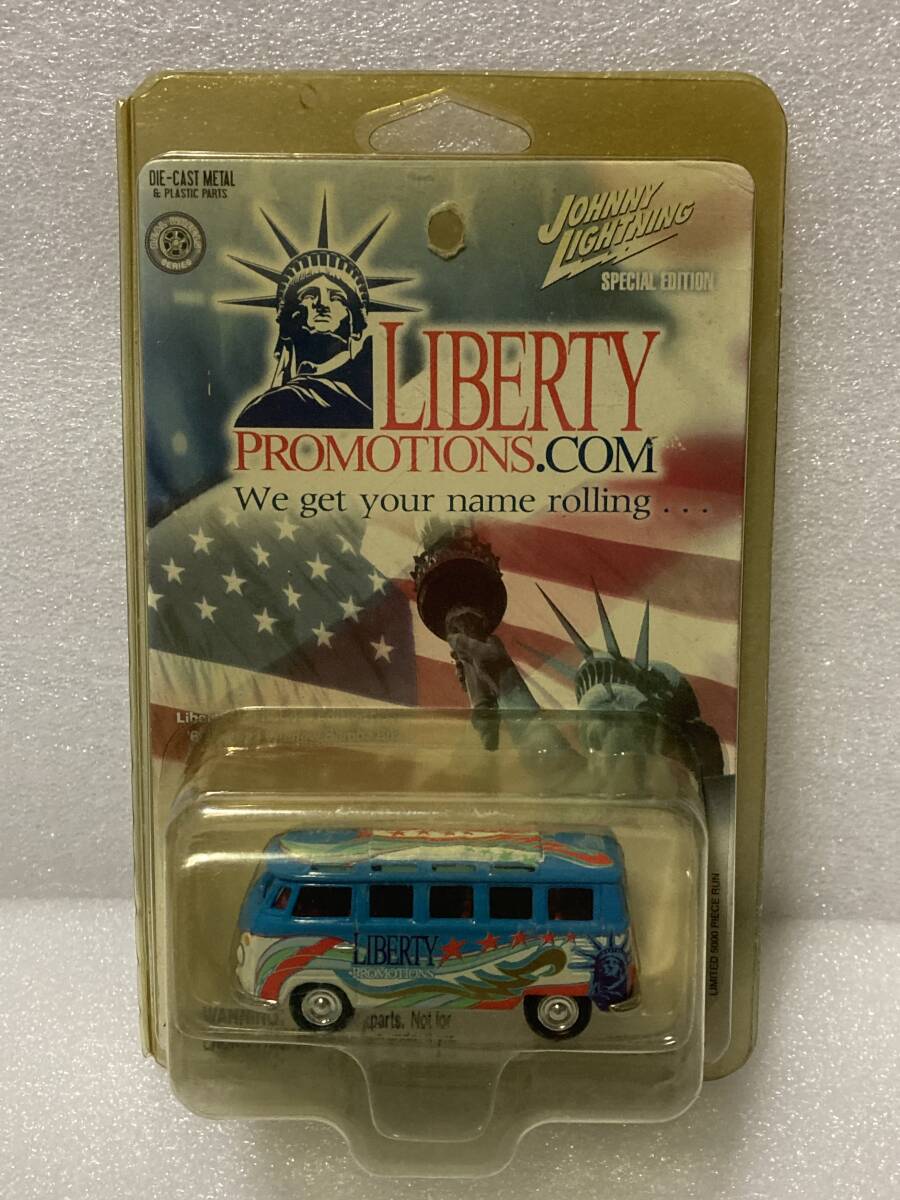 DIE-CAST METAL
& PLASTIC PARTS
SERIES
JOHNNY
LIGHTNING
SPECIAL EDITION
LIBERTY
PROMOTIONS.COM
We get your name rolling . . .
LIBERTY
PROMOTIONS
WARNING:
parts. Not for
LIMITED 5000 PIECE RUN